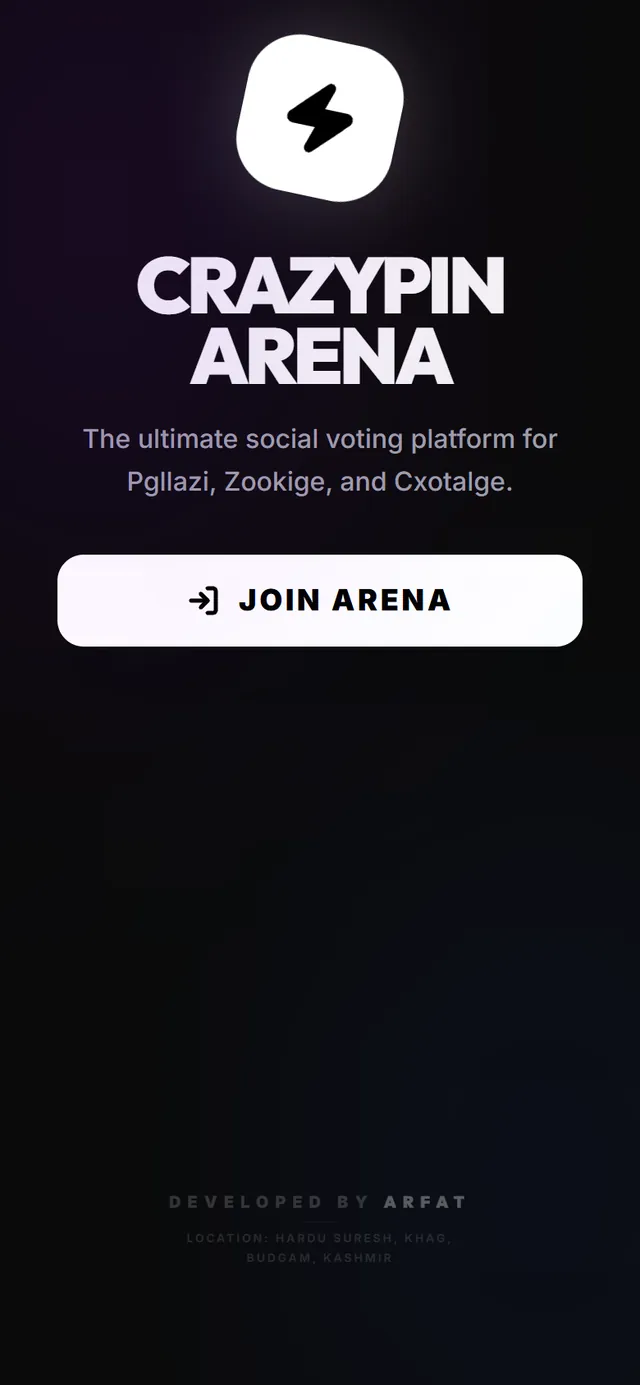 CRAZYPIN
ARENA
The ultimate social voting platform for
Pgllazi, Zookige, and Cxotalge.
JOIN ARENA
DEVELOPED BY ARFAT
LOCATION: HARDU SURESH, KHAG,
BUDGAM, KASHMIR